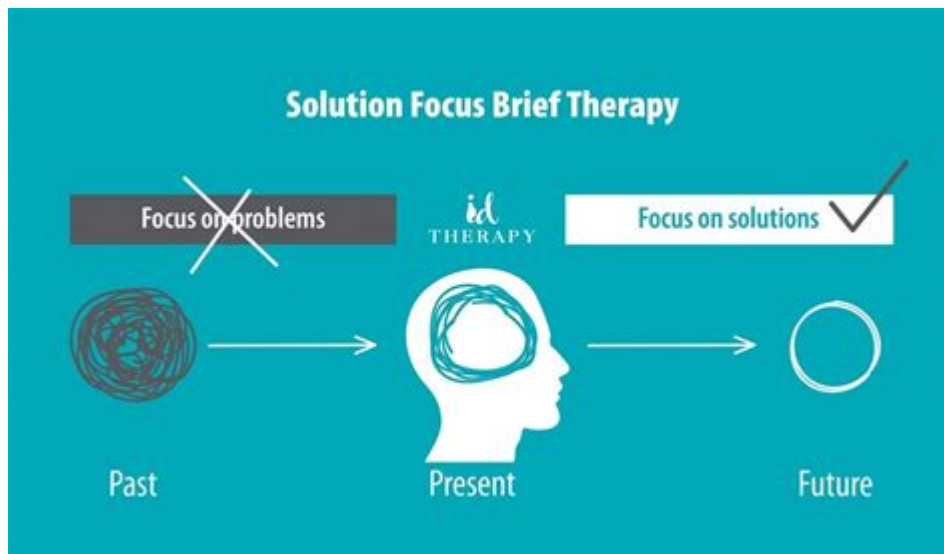 Solution Focus Brief Therapy
Focus on problems
id
THERAPY
Focus on solutions
Past
Present
Future